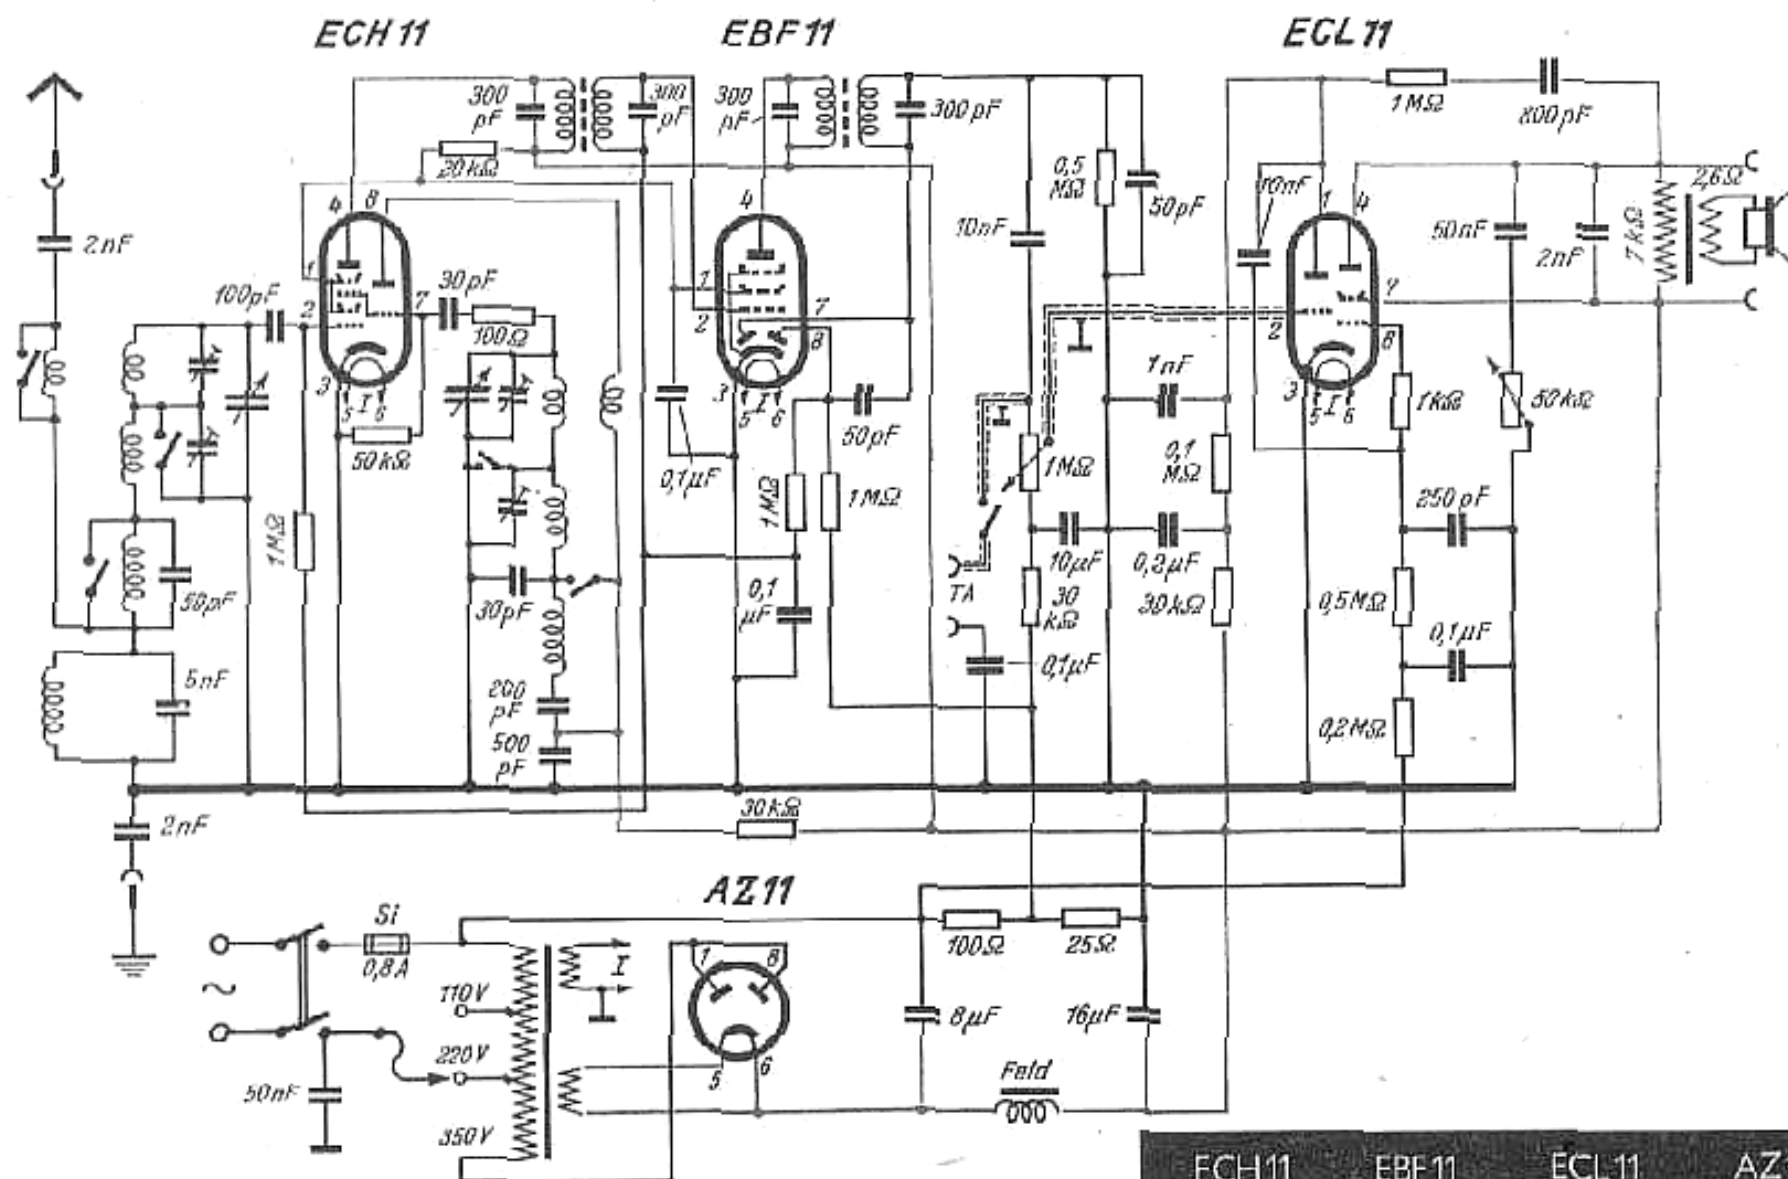 ECH 11
EBF 11
ECL 11
300 pF
300 pF
300 pF
300 pF
1 MΩ
800 pF
20 kΩ
0,5 MΩ
50 pF
10 nF
10 nF
2,6 Ω
7 kΩ
50 nF
2 nF
2 nF
4
8
1
2
3
5
I
6
7
100 pF
30 pF
100 Ω
50 kΩ
4
1
2
3
5
I
6
7
8
1
4
2
3
5
I
6
7
8
1 nF
1 kΩ
50 kΩ
50 pF
0,1 µF
1 MΩ
1 MΩ
1 MΩ
1 MΩ
0,1 MΩ
250 pF
10 µF
0,2 µF
TA
30 kΩ
30 kΩ
0,5 MΩ
0,1 µF
50 pF
30 pF
0,1 µF
0,1 µF
5 nF
200 pF
500 pF
0,2 MΩ
2 nF
30 kΩ
AZ 11
Si
0,8 A
I
1
8
5
6
100 Ω
25 Ω
110 V
220 V
350 V
8 µF
16 µF
50 nF
Feld
ECH11
EBF11
ECL11